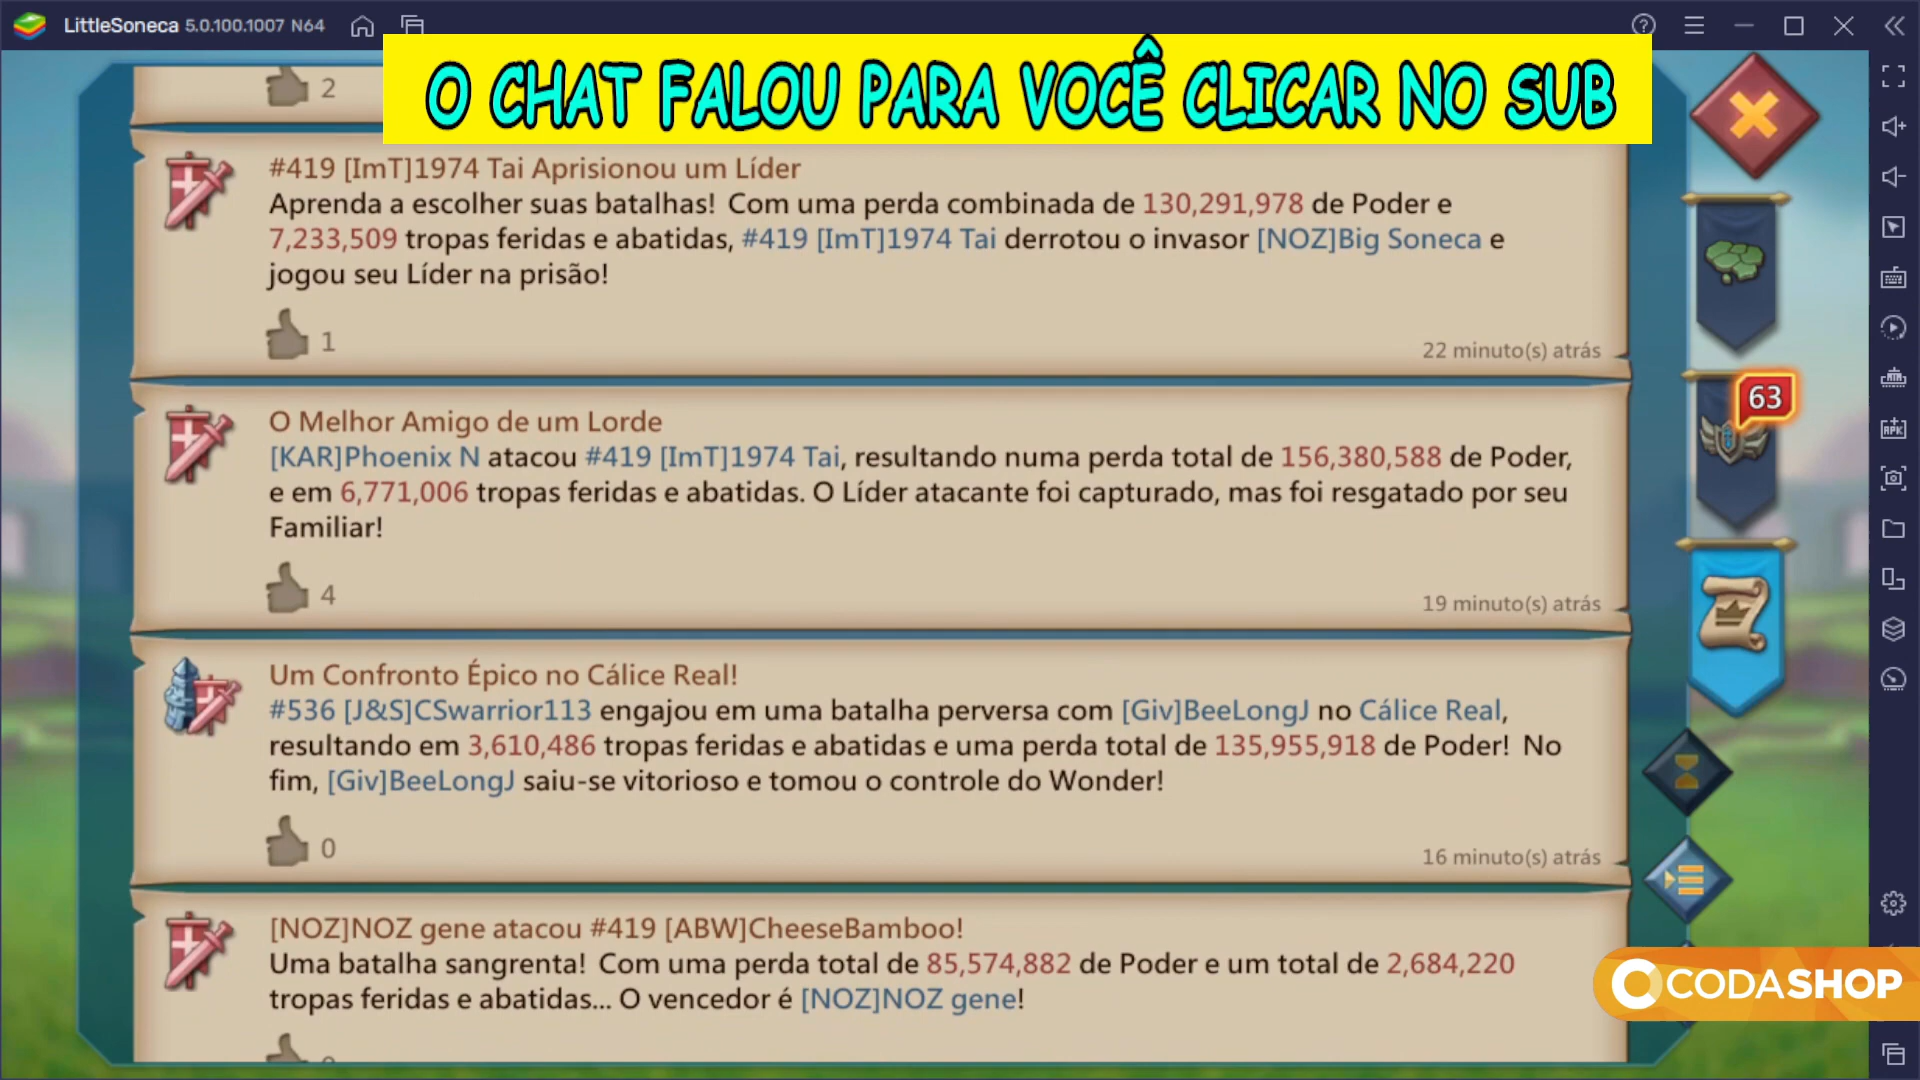 LittleSoneca 5.0.100.1007 N64
O CHAT FALOU PARA VOCÊ CLICAR NO SUB
2
#419 [ImT]1974 Tai Aprisionou um Líder
Aprenda a escolher suas batalhas! Com uma perda combinada de 130,291,978 de Poder e
7,233,509 tropas feridas e abatidas, #419 [ImT]1974 Tai derrotou o invasor [NOZ]Big Soneca e
jogou seu Líder na prisão!
1
22 minuto(s) atrás
63
O Melhor Amigo de um Lorde
[KAR]Phoenix N atacou #419 [ImT]1974 Tai, resultando numa perda total de 156,380,588 de Poder,
e em 6,771,006 tropas feridas e abatidas. O Líder atacante foi capturado, mas foi resgatado por seu
Familiar!
4
19 minuto(s) atrás
Um Confronto Épico no Cálice Real!
#536 [J&S]CSwarrior113 engajou em uma batalha perversa com [Giv]BeeLongJ no Cálice Real,
resultando em 3,610,486 tropas feridas e abatidas e uma perda total de 135,955,918 de Poder! No
fim, [Giv]BeeLongJ saiu-se vitorioso e tomou o controle do Wonder!
0
16 minuto(s) atrás
[NOZ]NOZ gene atacou #419 [ABW]CheeseBamboo!
Uma batalha sangrenta! Com uma perda total de 85,574,882 de Poder e um total de 2,684,220
tropas feridas e abatidas... O vencedor é [NOZ]NOZ gene!
CODASHOP